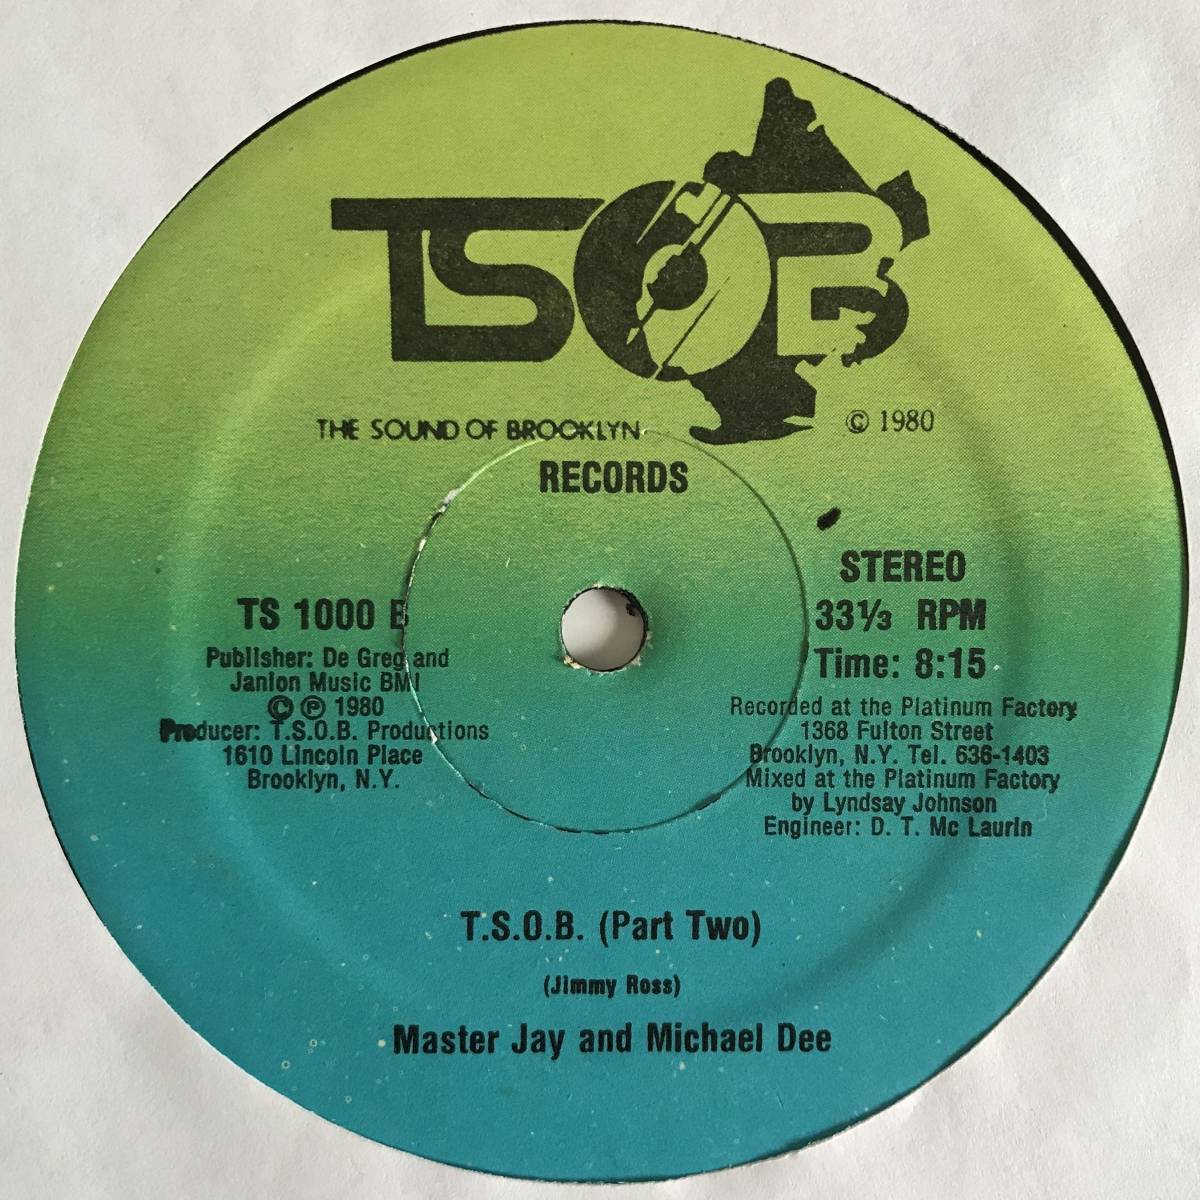 TSOB
THE SOUND OF BROOKLYN
© 1980
RECORDS
TS 1000 B
Publisher: De Greg and
Janion Music BMI
© ℗ 1980
Producer: T.S.O.B. Productions
1610 Lincoln Place
Brooklyn, N.Y.
STEREO
33⅓ RPM
Time: 8:15
Recorded at the Platinum Factory
1368 Fulton Street
Brooklyn, N.Y. Tel. 636-1403
Mixed at the Platinum Factory
by Lyndsay Johnson
Engineer: D. T. Mc Laurin
T.S.O.B. (Part Two)
(Jimmy Ross)
Master Jay and Michael Dee